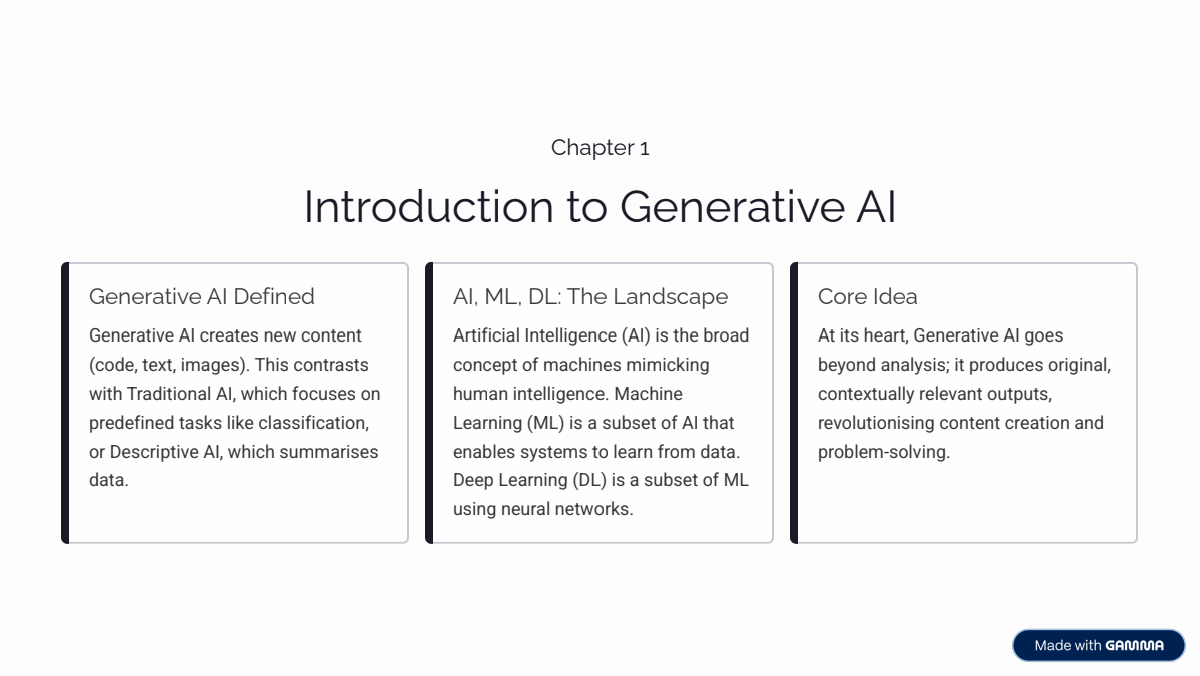 Chapter 1
Introduction to Generative AI
Generative AI Defined
Generative AI creates new content
(code, text, images). This contrasts
with Traditional AI, which focuses on
predefined tasks like classification,
or Descriptive AI, which summarises
data.
AI, ML, DL: The Landscape
Artificial Intelligence (AI) is the broad
concept of machines mimicking
human intelligence. Machine
Learning (ML) is a subset of AI that
enables systems to learn from data.
Deep Learning (DL) is a subset of ML
using neural networks.
Core Idea
At its heart, Generative AI goes
beyond analysis; it produces original,
contextually relevant outputs,
revolutionising content creation and
problem-solving.
Made with GAMMA